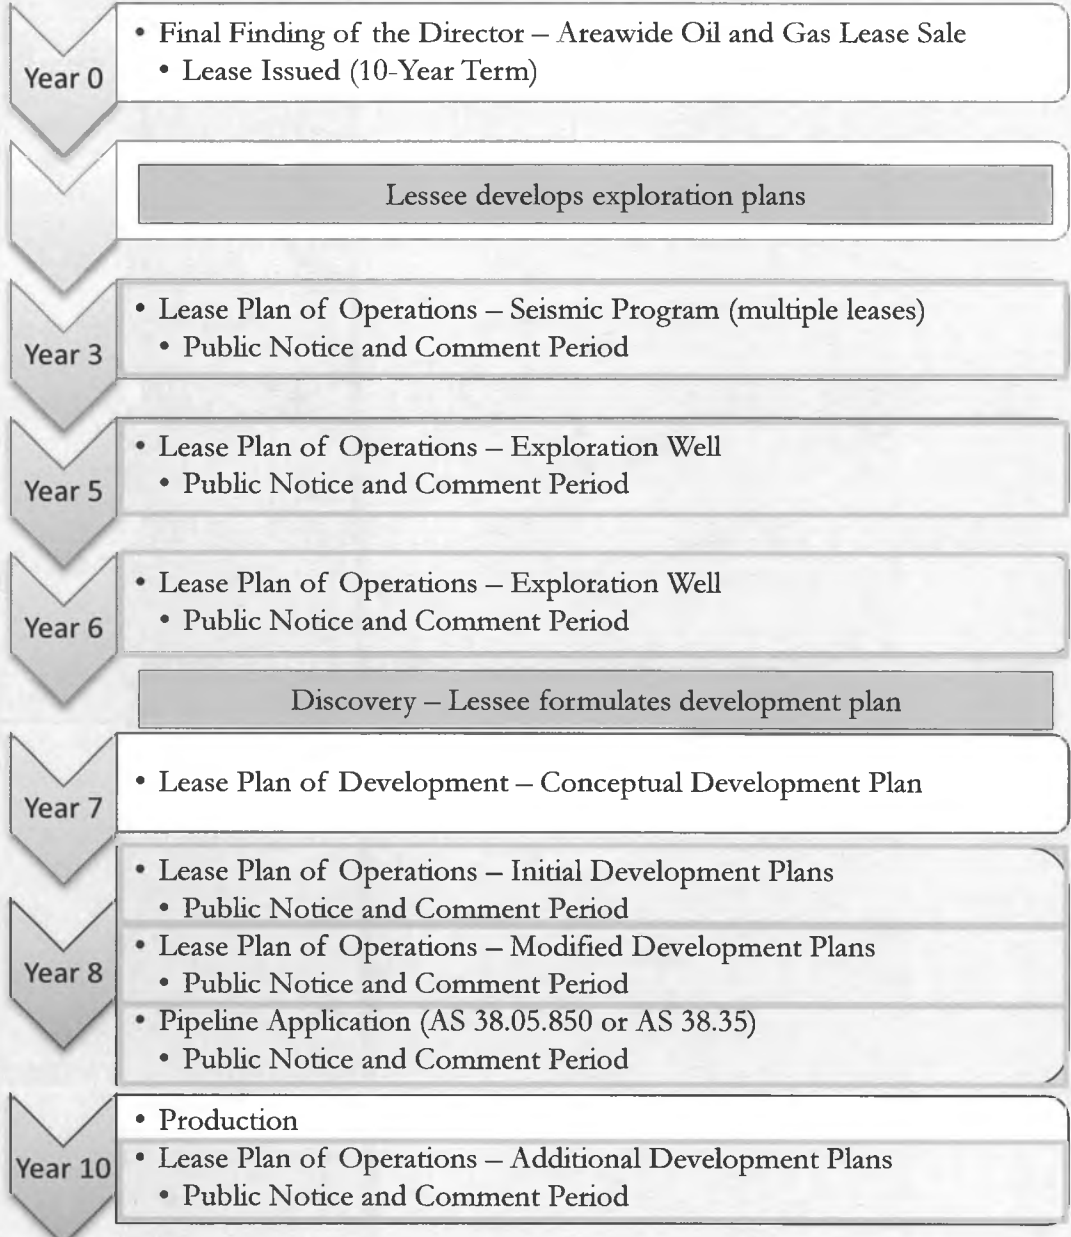 Year 0
• Final Finding of the Director – Areawide Oil and Gas Lease Sale
• Lease Issued (10-Year Term)
Lessee develops exploration plans
Year 3
• Lease Plan of Operations – Seismic Program (multiple leases)
• Public Notice and Comment Period
Year 5
• Lease Plan of Operations – Exploration Well
• Public Notice and Comment Period
Year 6
• Lease Plan of Operations – Exploration Well
• Public Notice and Comment Period
Discovery – Lessee formulates development plan
Year 7
• Lease Plan of Development – Conceptual Development Plan
Year 8
• Lease Plan of Operations – Initial Development Plans
• Public Notice and Comment Period
• Lease Plan of Operations – Modified Development Plans
• Public Notice and Comment Period
• Pipeline Application (AS 38.05.850 or AS 38.35)
• Public Notice and Comment Period
Year 10
• Production
• Lease Plan of Operations – Additional Development Plans
• Public Notice and Comment Period